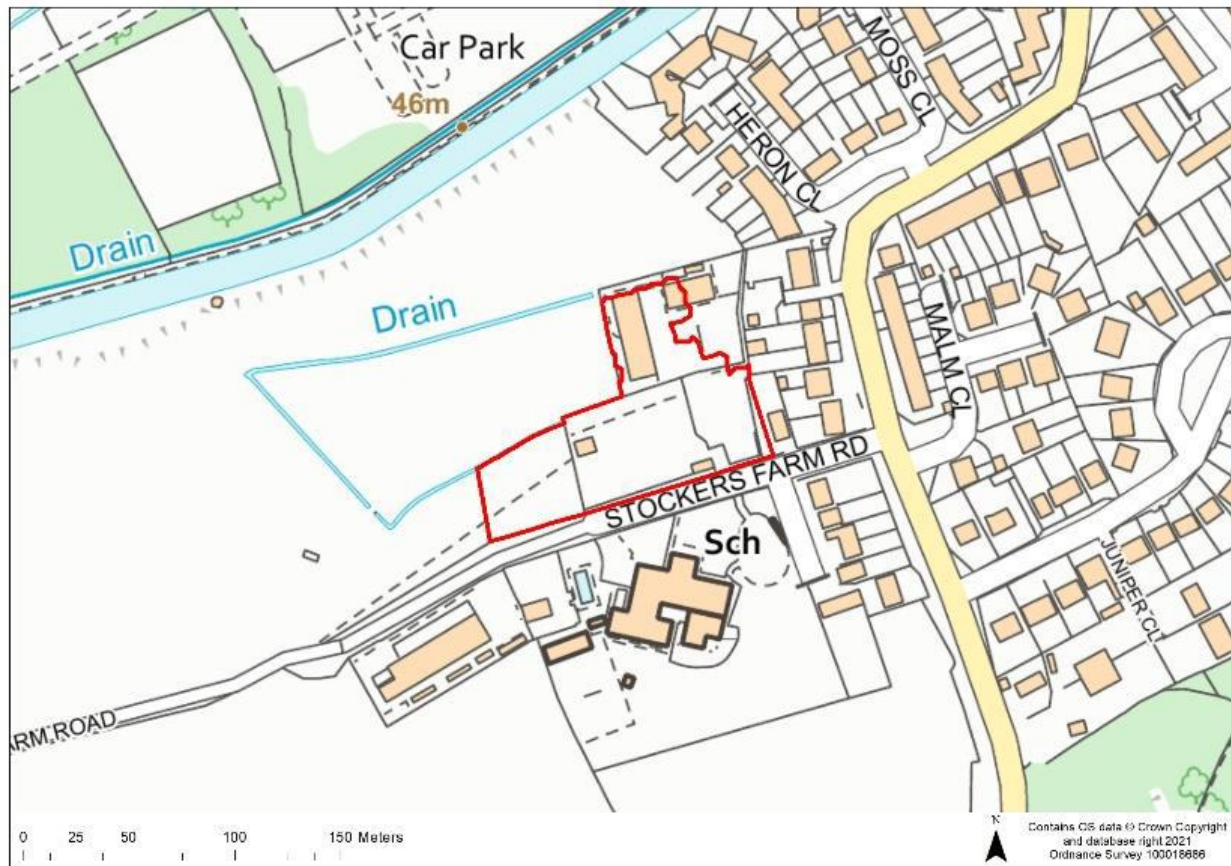 Car Park
46m
Drain
Drain
MOSS CL
HERON CL
MALM CL
STOCKERS FARM RD
Sch
JUNIPER CL
ARM ROAD
0 25 50 100 150 Meters
N
Contains OS data © Crown Copyright
and database right 2021
Ordnance Survey 100018686